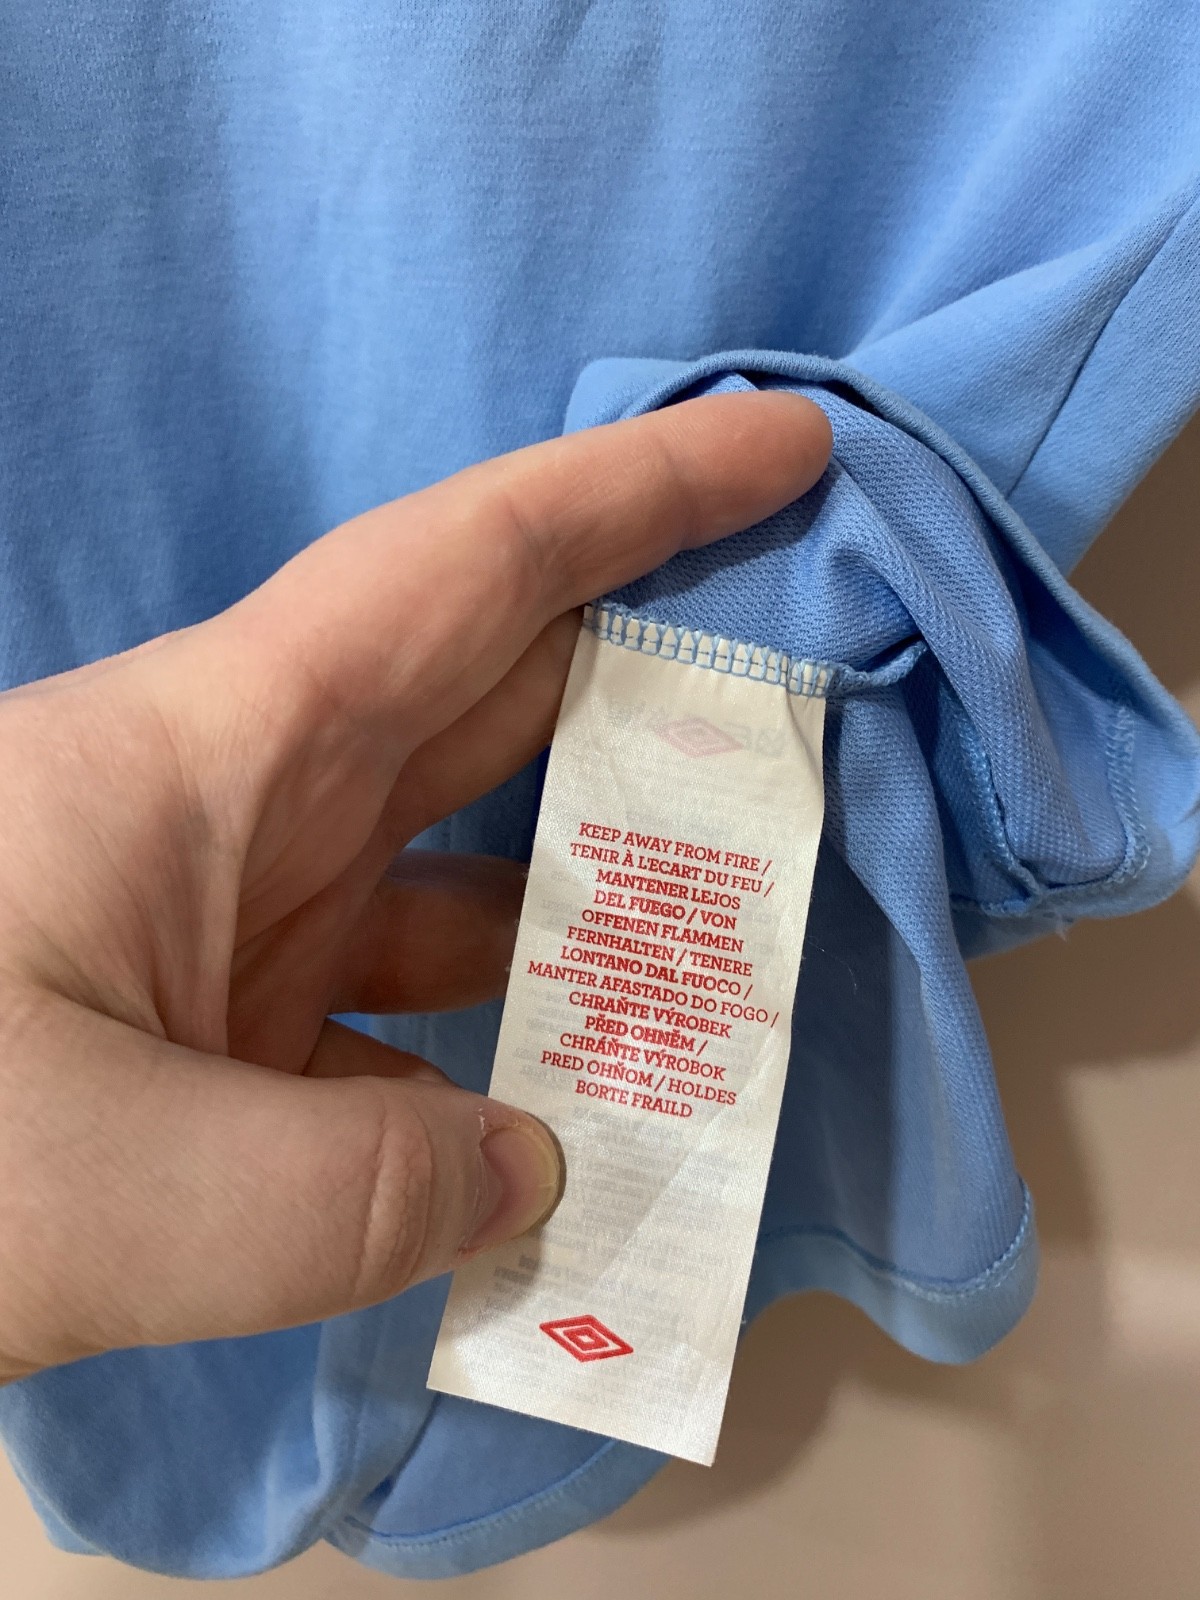 KEEP AWAY FROM FIRE /
TENIR À L'ECART DU FEU /
MANTENER LEJOS
DEL FUEGO / VON
OFFENEN FLAMMEN
FERNHALTEN / TENERE
LONTANO DAL FUOCO /
MANTER AFASTADO DO FOGO /
CHRAŇTE VÝROBEK
PŘED OHNĚM /
CHRÁŇTE VÝROBOK
PRED OHŇOM / HOLDES
BORTE FRAILD